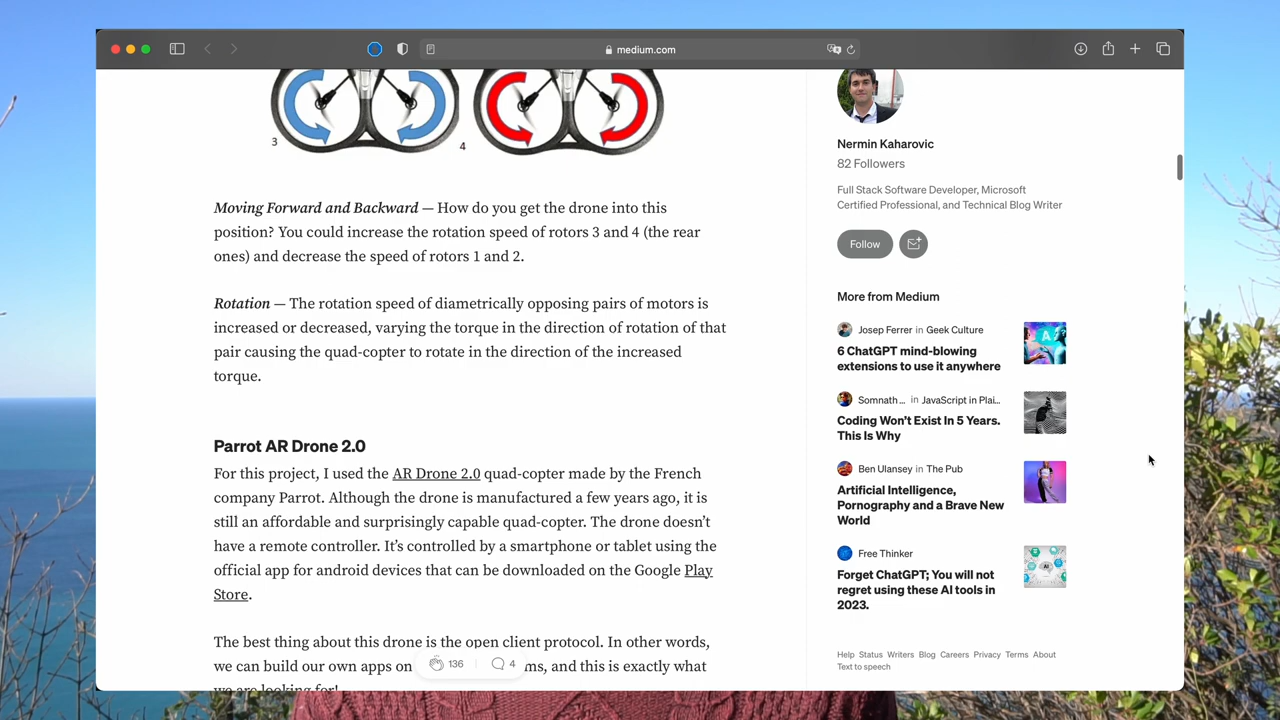 medium.com
3
4
Moving Forward and Backward — How do you get the drone into this
position? You could increase the rotation speed of rotors 3 and 4 (the rear
ones) and decrease the speed of rotors 1 and 2.
Rotation — The rotation speed of diametrically opposing pairs of motors is
increased or decreased, varying the torque in the direction of rotation of that
pair causing the quad-copter to rotate in the direction of the increased
torque.
Parrot AR Drone 2.0
For this project, I used the AR Drone 2.0 quad-copter made by the French
company Parrot. Although the drone is manufactured a few years ago, it is
still an affordable and surprisingly capable quad-copter. The drone doesn't
have a remote controller. It's controlled by a smartphone or tablet using the
official app for android devices that can be downloaded on the Google Play
Store.
The best thing about this drone is the open client protocol. In other words,
we can build our own apps on ms, and this is exactly what
we are looking for!
136
4
Nermin Kaharovic
82 Followers
Full Stack Software Developer, Microsoft
Certified Professional, and Technical Blog Writer
Follow
More from Medium
Josep Ferrer in Geek Culture
6 ChatGPT mind-blowing
extensions to use it anywhere
Somnath ... in JavaScript in Plai...
Coding Won't Exist In 5 Years.
This Is Why
Ben Ulansey in The Pub
Artificial Intelligence,
Pornography and a Brave New
World
Free Thinker
Forget ChatGPT; You will not
regret using these AI tools in
2023.
Help Status Writers Blog Careers Privacy Terms About
Text to speech